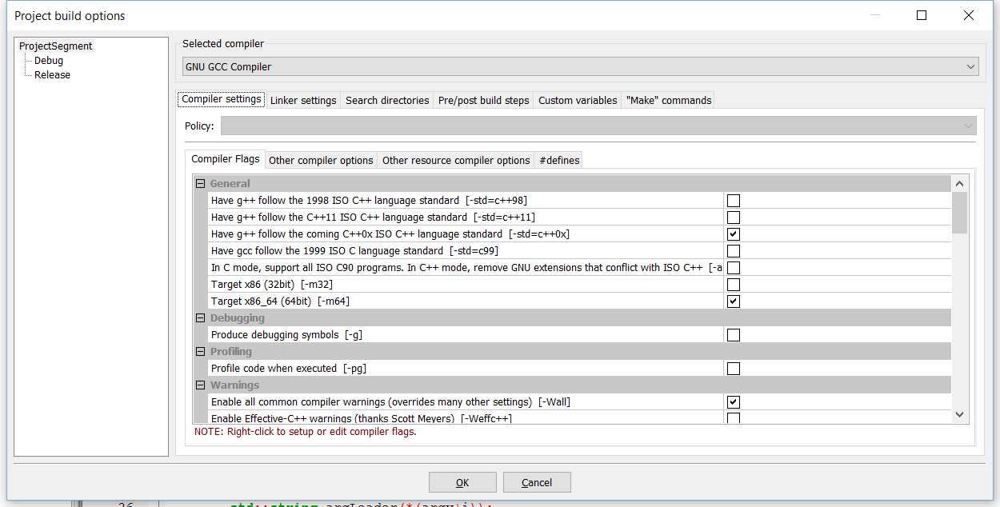 Project build options
ProjectSegment
Debug
Release
Selected compiler
GNU GCC Compiler
Compiler settings Linker settings Search directories Pre/post build steps Custom variables "Make" commands
Policy:
Compiler Flags Other compiler options Other resource compiler options #defines
General
Have g++ follow the 1998 ISO C++ language standard [-std=c++98]
Have g++ follow the C++11 ISO C++ language standard [-std=c++11]
Have g++ follow the coming C++0x ISO C++ language standard [-std=c++0x]
Have gcc follow the 1999 ISO C language standard [-std=c99]
In C mode, support all ISO C90 programs. In C++ mode, remove GNU extensions that conflict with ISO C++ [-a
Target x86 (32bit) [-m32]
Target x86_64 (64bit) [-m64]
Debugging
Produce debugging symbols [-g]
Profiling
Profile code when executed [-pg]
Warnings
Enable all common compiler warnings (overrides many other settings) [-Wall]
Enable Effective-C++ warnings (thanks Scott Meyers) [-Weffc++]
NOTE: Right-click to setup or edit compiler flags.
OK Cancel